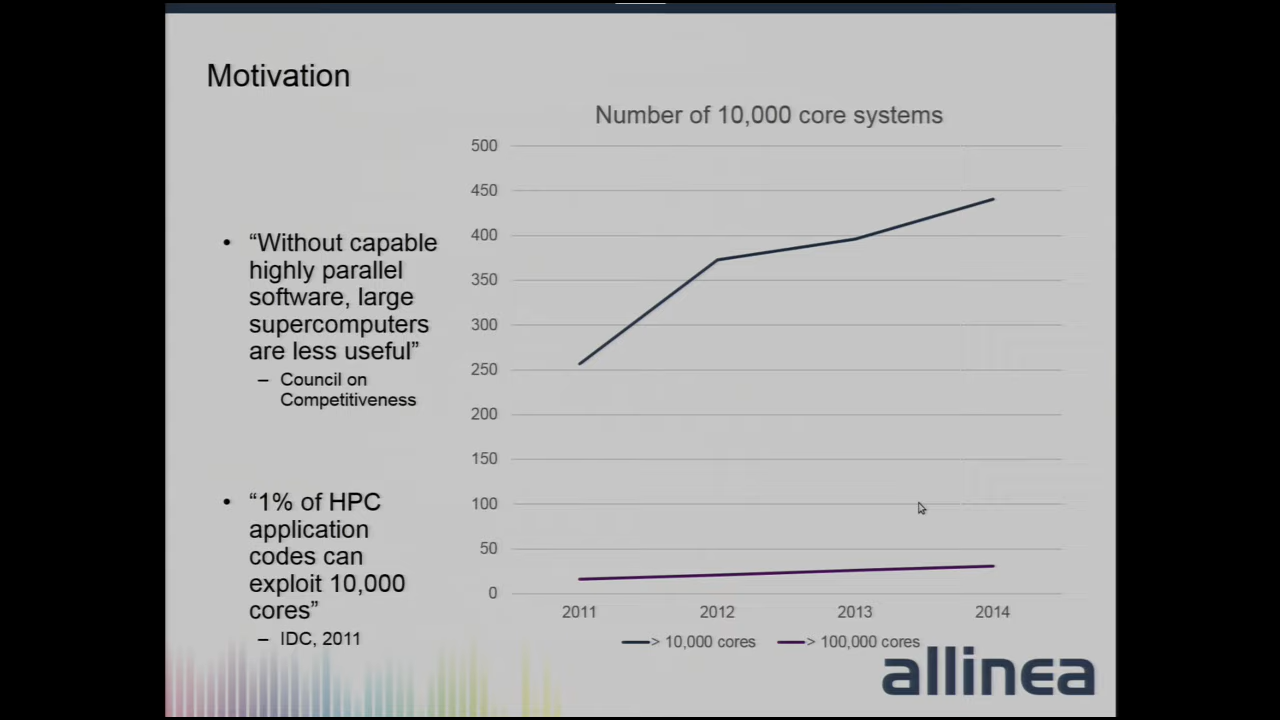 Motivation
Number of 10,000 core systems
• “Without capable
highly parallel
software, large
supercomputers
are less useful”
– Council on
Competitiveness
• “1% of HPC
application
codes can
exploit 10,000
cores”
– IDC, 2011
500
450
400
350
300
250
200
150
100
50
0
2011 2012 2013 2014
> 10,000 cores > 100,000 cores
allinea